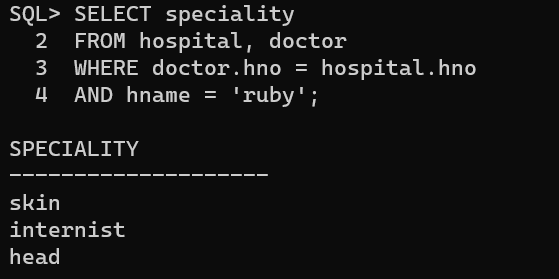 SQL> SELECT speciality
  2  FROM hospital, doctor
  3  WHERE doctor.hno = hospital.hno
  4  AND hname = 'ruby';

SPECIALITY
--------------------
skin
internist
head